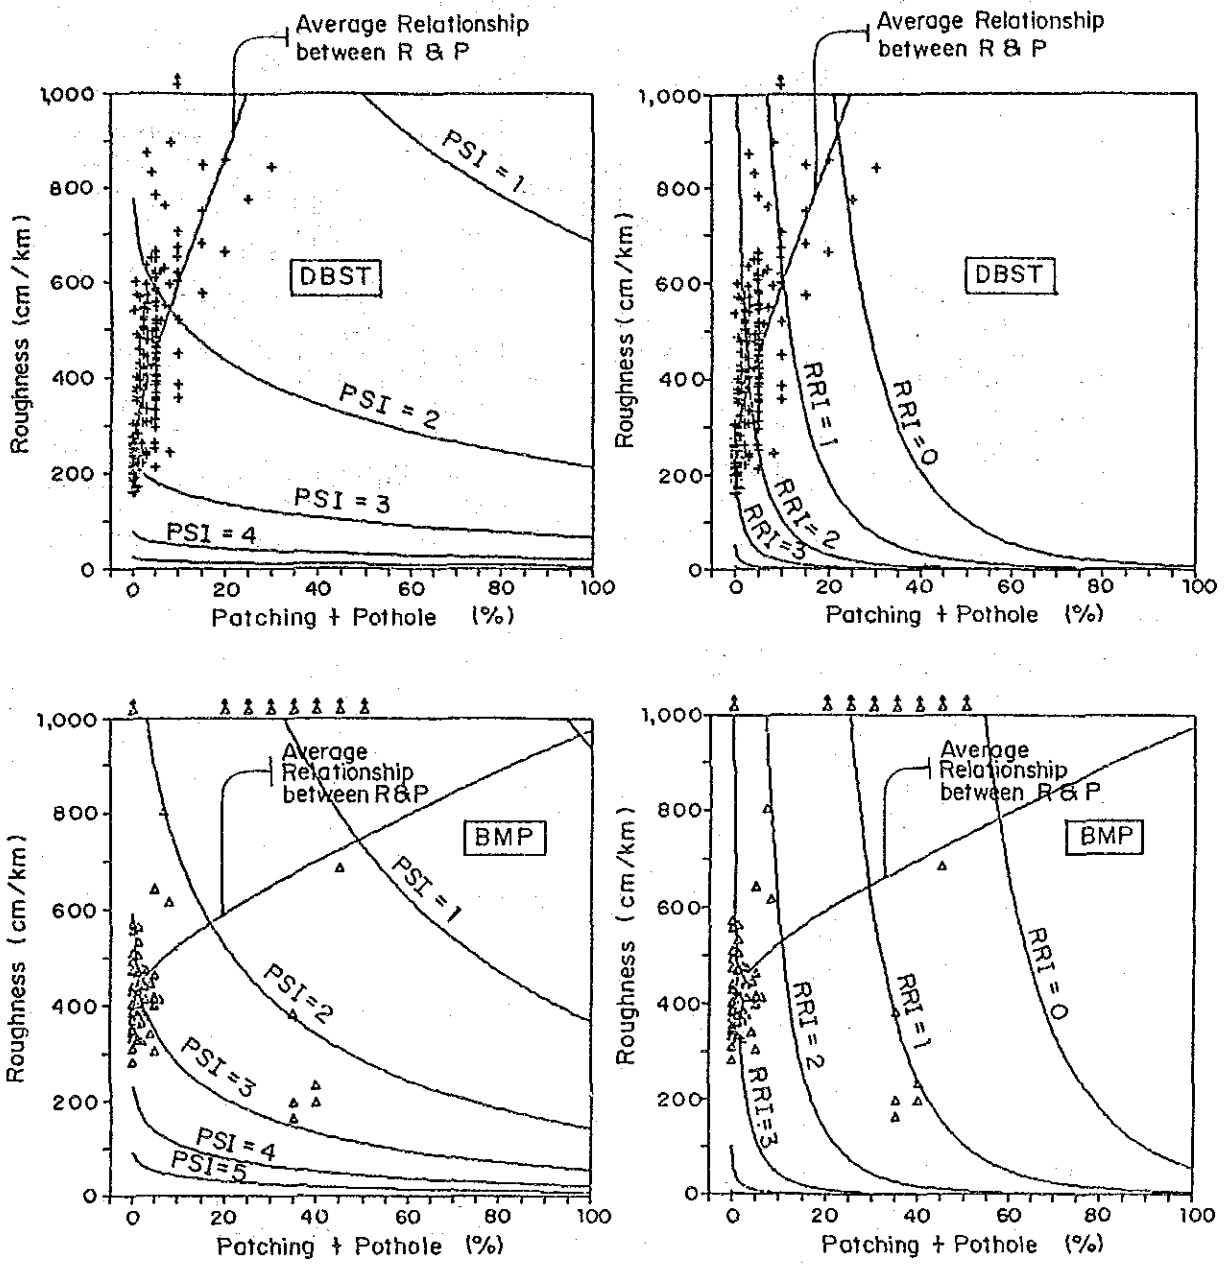 Average Relationship
between R & P
1,000
800
600
400
200
0
Roughness (cm/km)
PSI = 1
DBST
PSI = 2
PSI = 3
PSI = 4
0 20 40 60 80 100
Patching + Pothole (%)
Average Relationship
between R & P
1,000
800
600
400
200
0
Roughness (cm/km)
DBST
RRI=0
RRI=1
RRI=2
RRI=3
0 20 40 60 80 100
Patching + Pothole (%)
1,000
800
600
400
200
0
Roughness (cm/km)
Average
Relationship
between R&P
BMP
PSI=1
PSI=2
PSI=3
PSI=4
PSI=5
0 20 40 60 80 100
Patching + Pothole (%)
1,000
800
600
400
200
0
Roughness (cm/km)
Average
Relationship
between R & P
BMP
RRI=0
RRI=1
RRI=2
RRI=3
0 20 40 60 80 100
Patching + Pothole (%)